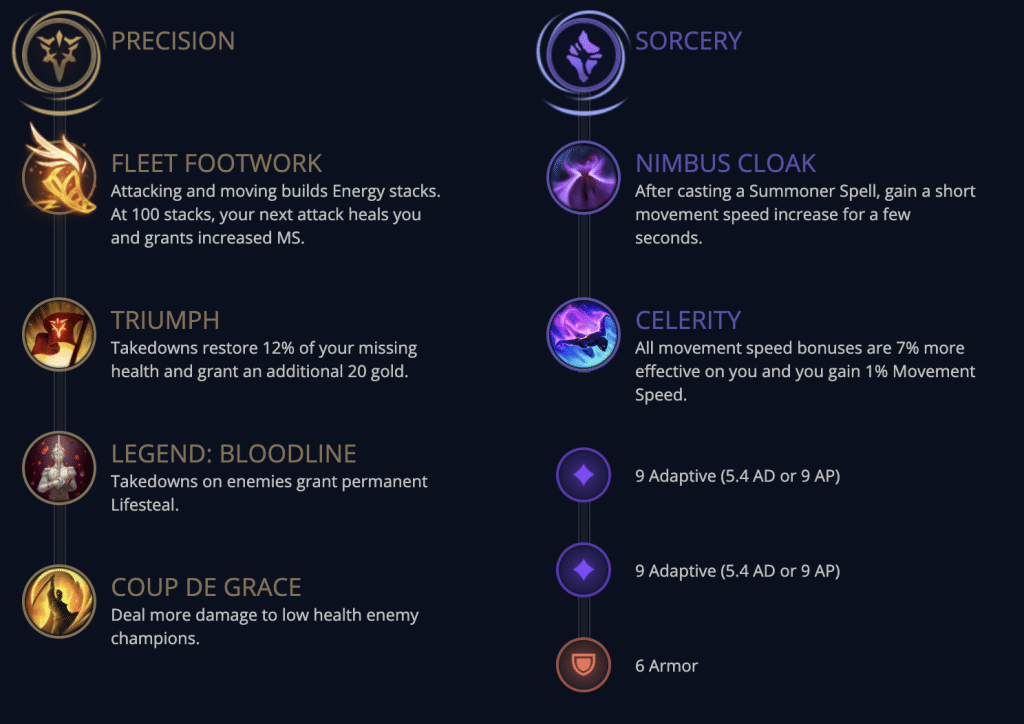 PRECISION
FLEET FOOTWORK
Attacking and moving builds Energy stacks.
At 100 stacks, your next attack heals you
and grants increased MS.
TRIUMPH
Takedowns restore 12% of your missing
health and grant an additional 20 gold.
LEGEND: BLOODLINE
Takedowns on enemies grant permanent
Lifesteal.
COUP DE GRACE
Deal more damage to low health enemy
champions.
SORCERY
NIMBUS CLOAK
After casting a Summoner Spell, gain a short
movement speed increase for a few
seconds.
CELERITY
All movement speed bonuses are 7% more
effective on you and you gain 1% Movement
Speed.
9 Adaptive (5.4 AD or 9 AP)
9 Adaptive (5.4 AD or 9 AP)
6 Armor